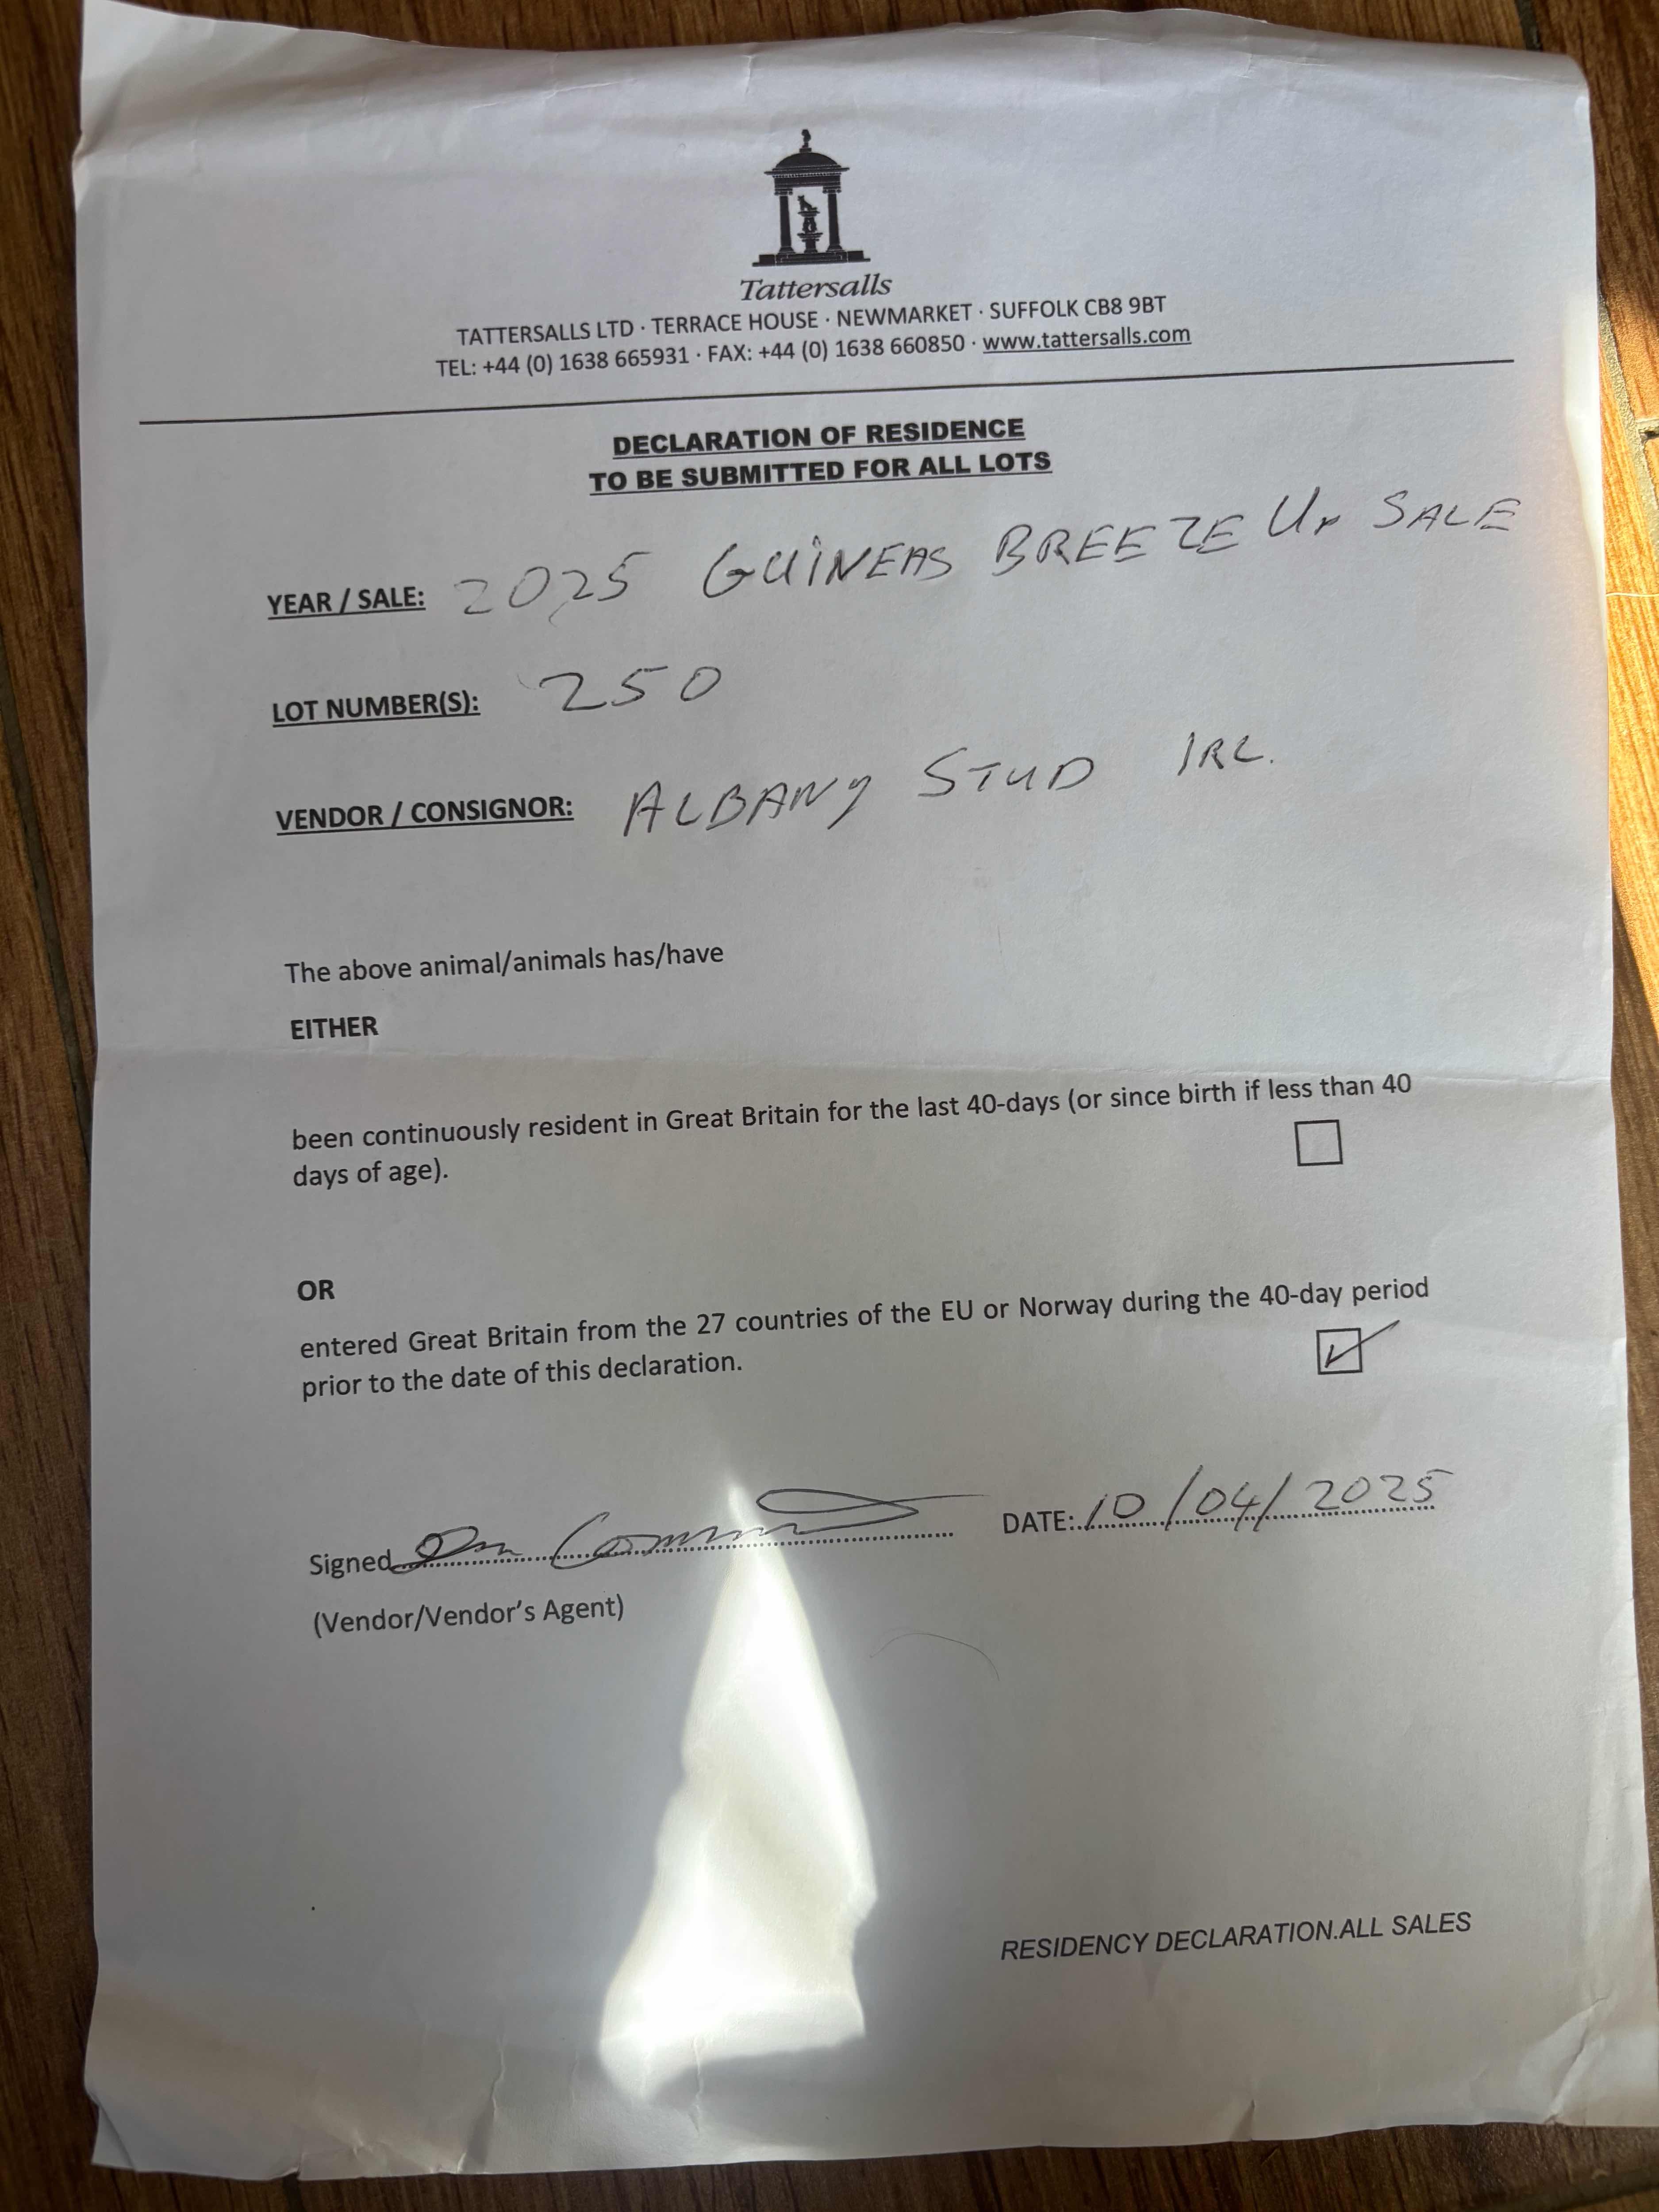 Tattersalls
TATTERSALLS LTD · TERRACE HOUSE · NEWMARKET · SUFFOLK CB8 9BT
TEL: +44 (0) 1638 665931 · FAX: +44 (0) 1638 660850 · www.tattersalls.com
DECLARATION OF RESIDENCE
TO BE SUBMITTED FOR ALL LOTS
YEAR / SALE: 2025 GUINEAS BREEZE UP SALE
LOT NUMBER(S): 250
VENDOR / CONSIGNOR: ALBANY STUD IRL.
The above animal/animals has/have
EITHER
been continuously resident in Great Britain for the last 40-days (or since birth if less than 40
days of age).
OR
entered Great Britain from the 27 countries of the EU or Norway during the 40-day period
prior to the date of this declaration.
Signed DATE: 10/04/2025
(Vendor/Vendor's Agent)
RESIDENCY DECLARATION.ALL SALES